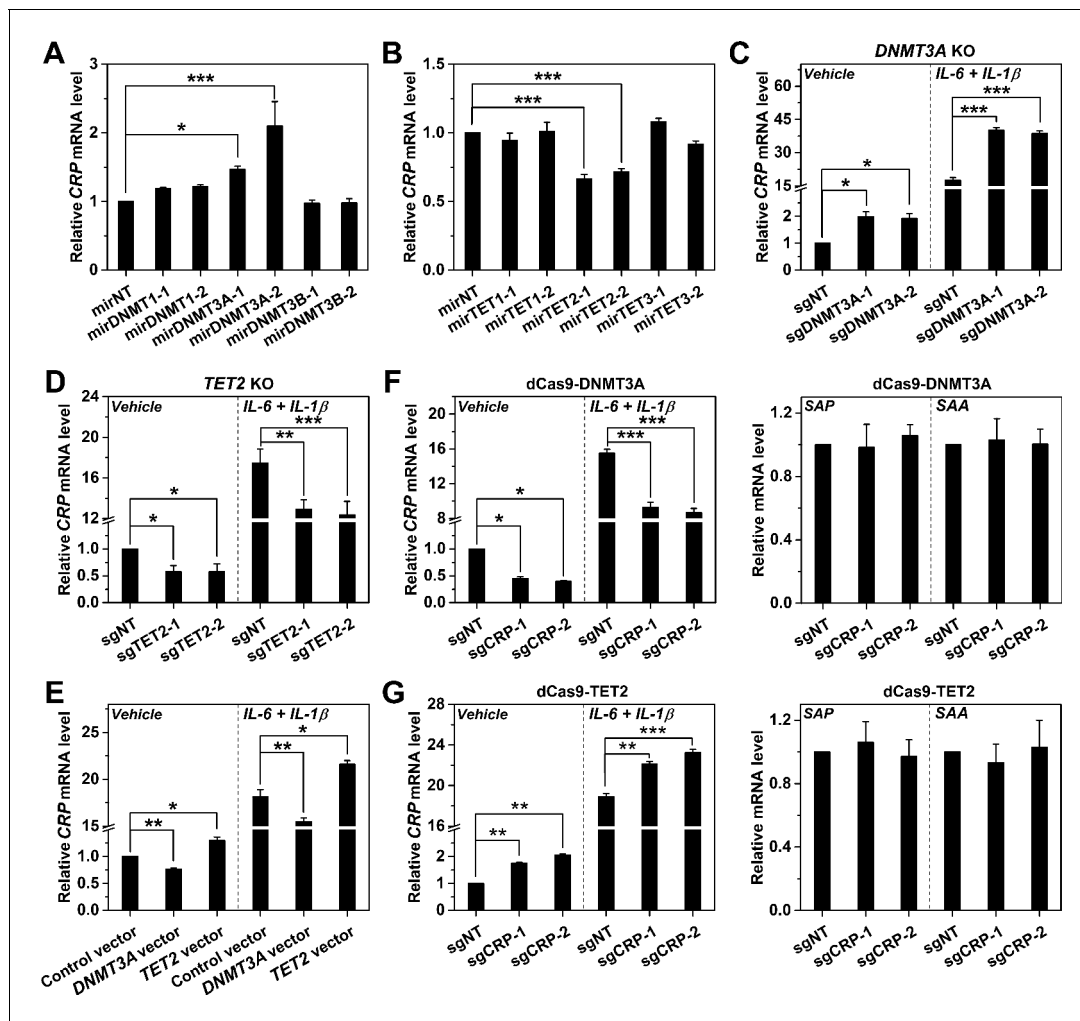 A
Relative CRP mRNA level
3
2
1
0
*
***
mirNT
mirDNMT1-1
mirDNMT1-2
mirDNMT3A-1
mirDNMT3A-2
mirDNMT3B-1
mirDNMT3B-2
B
Relative CRP mRNA level
1.5
1.0
0.5
0.0
***
***
mirNT
mirTET1-1
mirTET1-2
mirTET2-1
mirTET2-2
mirTET3-1
mirTET3-2
C
DNMT3A KO
Relative CRP mRNA level
60
45
30
15
2
1
0
Vehicle
IL-6 + IL-1β
*
*
***
***
sgNT
sgDNMT3A-1
sgDNMT3A-2
sgNT
sgDNMT3A-1
sgDNMT3A-2
D
TET2 KO
Relative CRP mRNA level
24
20
16
12
1.0
0.5
0.0
Vehicle
IL-6 + IL-1β
*
*
**
***
sgNT
sgTET2-1
sgTET2-2
sgNT
sgTET2-1
sgTET2-2
F
dCas9-DNMT3A
Relative CRP mRNA level
20
16
12
8
1.0
0.5
0.0
Vehicle
IL-6 + IL-1β
*
*
***
***
sgNT
sgCRP-1
sgCRP-2
sgNT
sgCRP-1
sgCRP-2
dCas9-DNMT3A
Relative mRNA level
1.2
0.8
0.4
0.0
SAP
SAA
sgNT
sgCRP-1
sgCRP-2
sgNT
sgCRP-1
sgCRP-2
E
Relative CRP mRNA level
25
20
15
1.0
0.5
0.0
Vehicle
IL-6 + IL-1β
**
*
**
*
Control vector
DNMT3A vector
TET2 vector
Control vector
DNMT3A vector
TET2 vector
G
dCas9-TET2
Relative CRP mRNA level
28
24
20
16
2
1
0
Vehicle
IL-6 + IL-1β
**
**
**
***
sgNT
sgCRP-1
sgCRP-2
sgNT
sgCRP-1
sgCRP-2
dCas9-TET2
Relative mRNA level
1.2
0.8
0.4
0.0
SAP
SAA
sgNT
sgCRP-1
sgCRP-2
sgNT
sgCRP-1
sgCRP-2